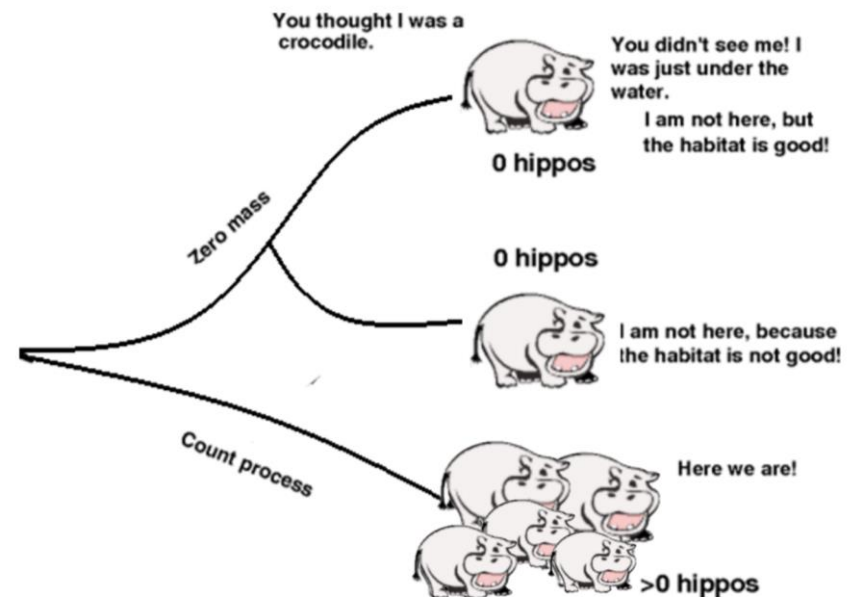 You thought I was a
crocodile.
You didn't see me! I
was just under the
water.
I am not here, but
the habitat is good!
0 hippos
Zero mass
0 hippos
I am not here, because
the habitat is not good!
Count process
Here we are!
>0 hippos